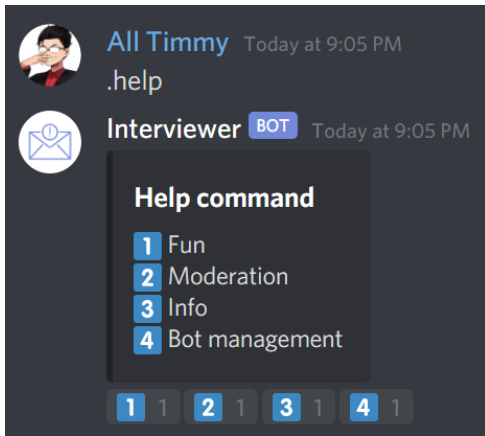 All Timmy Today at 9:05 PM
.help
Interviewer BOT Today at 9:05 PM
Help command
1 Fun
2 Moderation
3 Info
4 Bot management
1 1 2 1 3 1 4 1